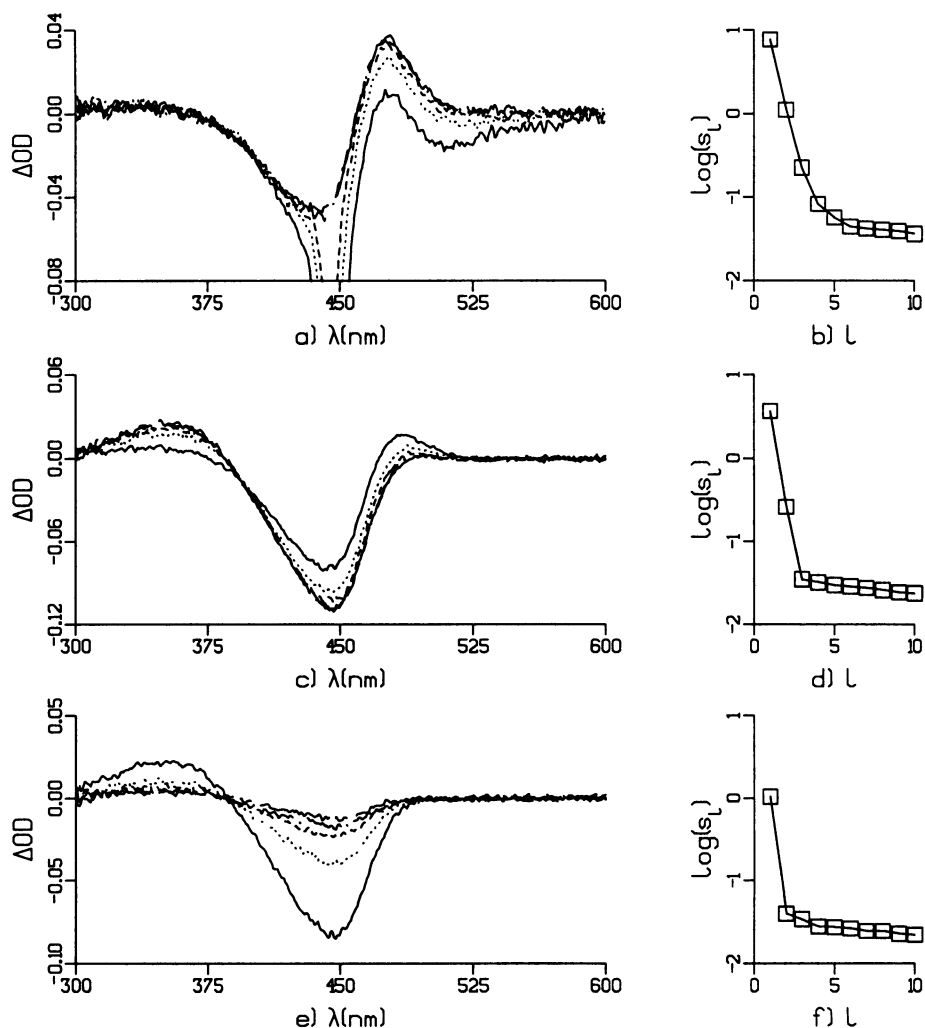 0.04
0.00
-0.04
-0.08
ΔOD
300 375 450 525 600
a) λ(nm)
1
0
-1
-2
Log(s_l)
0 5 10
b) l
0.06
0.00
-0.06
-0.12
ΔOD
300 375 450 525 600
c) λ(nm)
1
0
-1
-2
Log(s_l)
0 5 10
d) l
0.05
0.00
-0.05
-0.10
ΔOD
300 375 450 525 600
e) λ(nm)
1
0
-1
-2
Log(s_l)
0 5 10
f) l